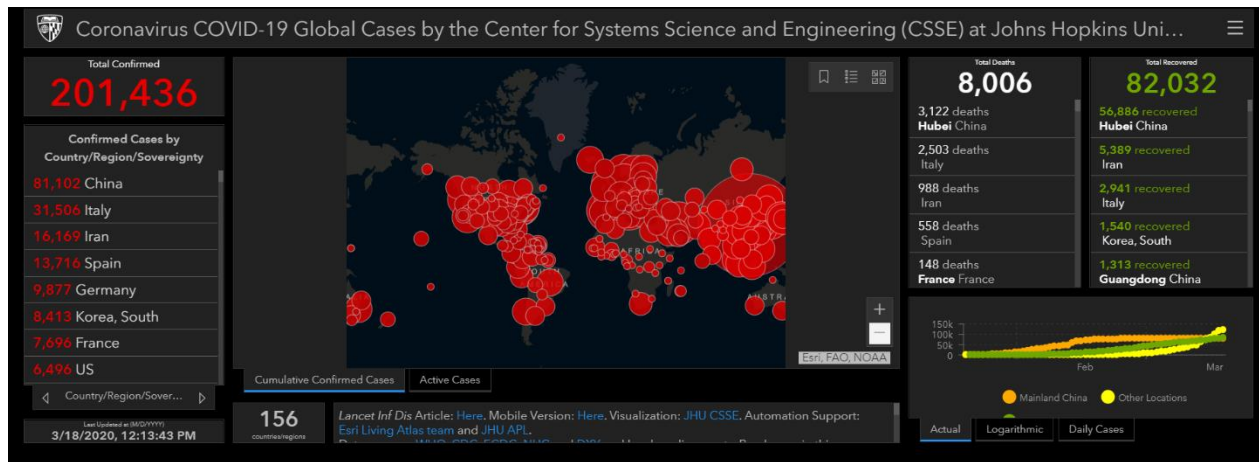 Coronavirus COVID-19 Global Cases by the Center for Systems Science and Engineering (CSSE) at Johns Hopkins Uni...
Total Confirmed
201,436
Confirmed Cases by
Country/Region/Sovereignty
81,102 China
31,506 Italy
16,169 Iran
13,716 Spain
9,877 Germany
8,413 Korea, South
7,696 France
6,496 US
Country/Region/Sover...
Last Updated at (M/D/YYYY)
3/18/2020, 12:13:43 PM
AFRICA
Esri, FAO, NOAA
Cumulative Confirmed Cases
Active Cases
156
countries/regions
Lancet Inf Dis Article: Here. Mobile Version: Here. Visualization: JHU CSSE. Automation Support:
Esri Living Atlas team and JHU APL.
Total Deaths
8,006
3,122 deaths
Hubei China
2,503 deaths
Italy
988 deaths
Iran
558 deaths
Spain
148 deaths
France France
Total Recovered
82,032
56,886 recovered
Hubei China
5,389 recovered
Iran
2,941 recovered
Italy
1,540 recovered
Korea, South
1,313 recovered
Guangdong China
150k
100k
50k
0
Feb
Mar
Mainland China
Other Locations
Actual
Logarithmic
Daily Cases